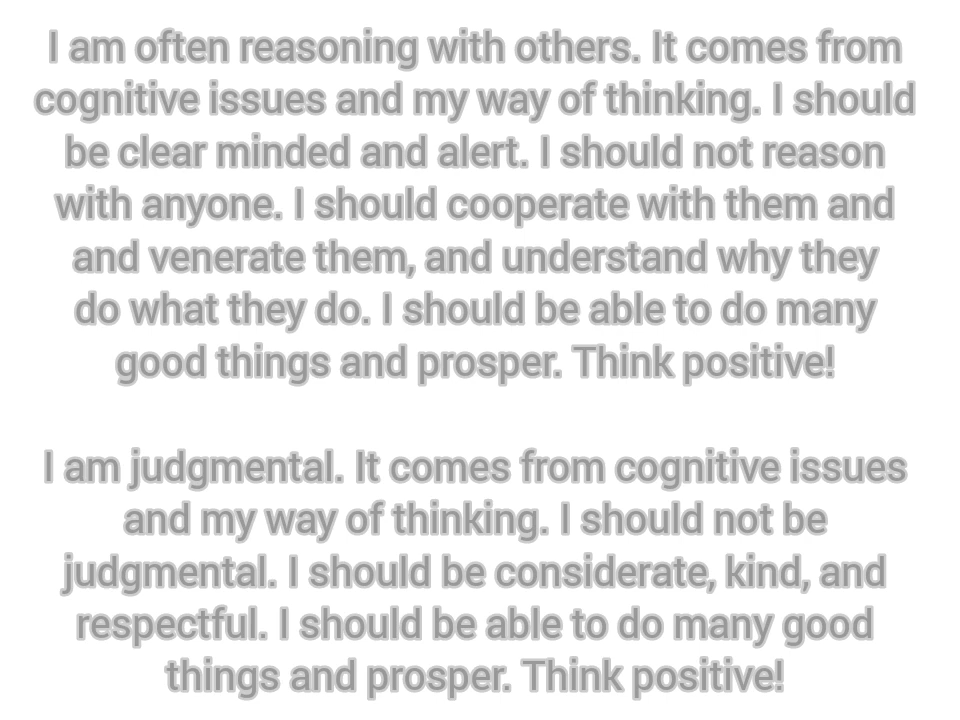 I am often reasoning with others. It comes from
cognitive issues and my way of thinking. I should
be clear minded and alert. I should not reason
with anyone. I should cooperate with them and
and venerate them, and understand why they
do what they do. I should be able to do many
good things and prosper. Think positive!
I am judgmental. It comes from cognitive issues
and my way of thinking. I should not be
judgmental. I should be considerate, kind, and
respectful. I should be able to do many good
things and prosper. Think positive!